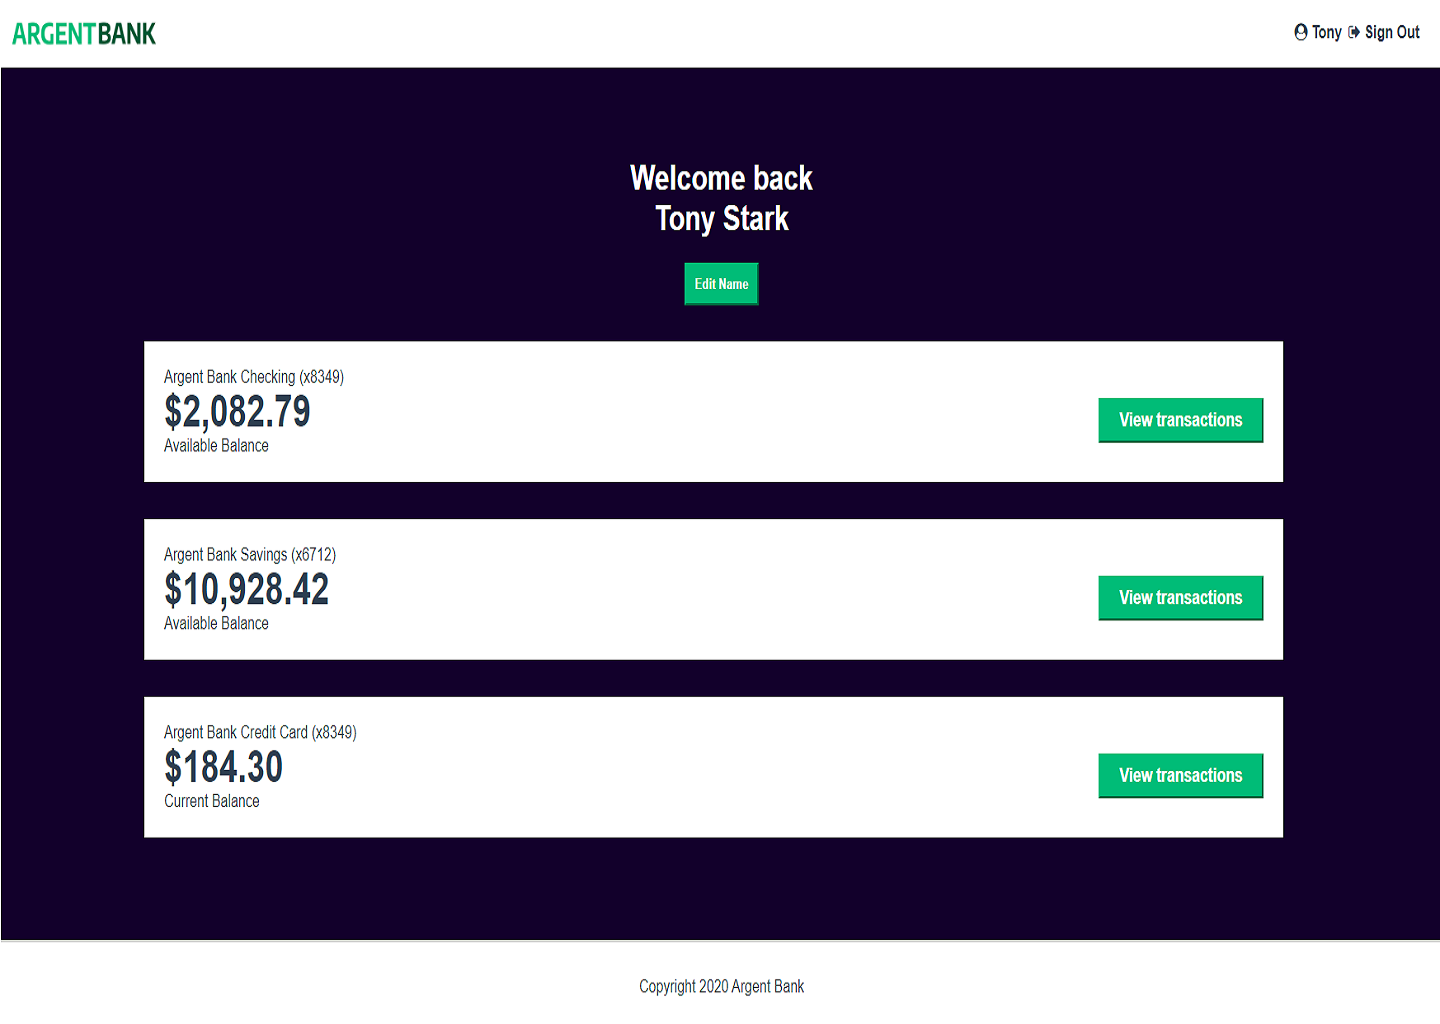 ARGENTBANK
Tony Sign Out
Welcome back
Tony Stark
Edit Name
Argent Bank Checking (x8349)
$2,082.79
Available Balance
View transactions
Argent Bank Savings (x6712)
$10,928.42
Available Balance
View transactions
Argent Bank Credit Card (x8349)
$184.30
Current Balance
View transactions
Copyright 2020 Argent Bank